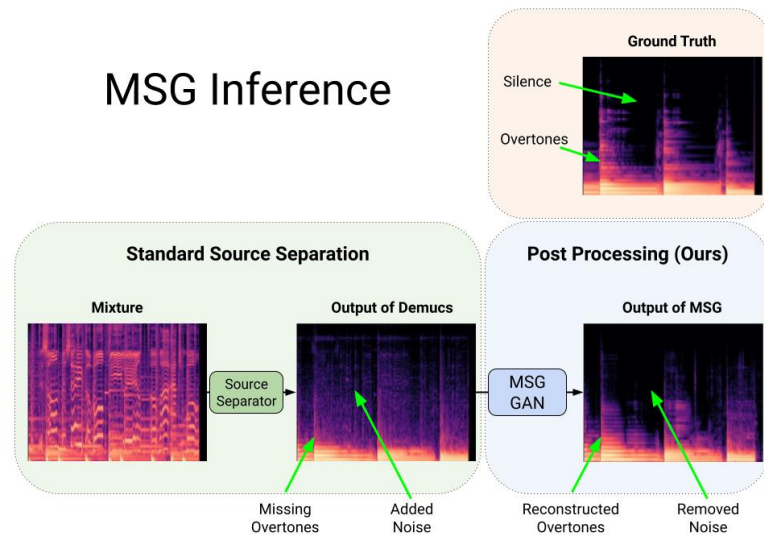 MSG Inference
Ground Truth
Silence
Overtones
Standard Source Separation
Post Processing (Ours)
Mixture
Output of Demucs
Output of MSG
Source
Separator
MSG
GAN
Missing
Overtones
Added
Noise
Reconstructed
Overtones
Removed
Noise